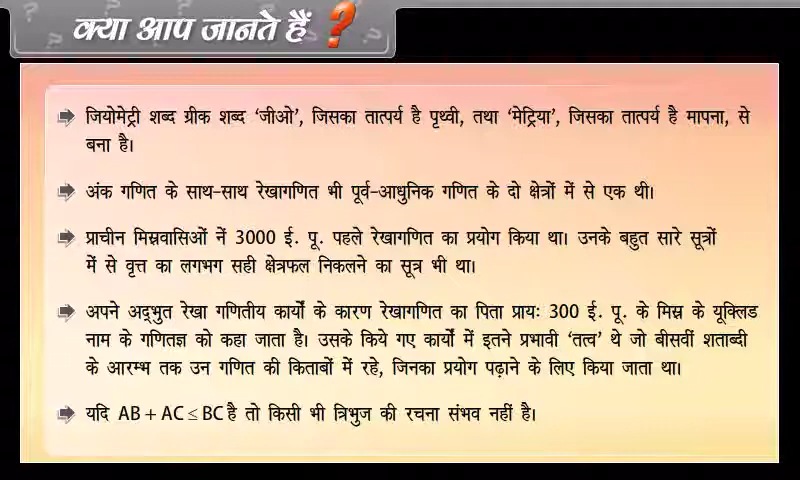 क्या आप जानते हैं ?
जियोमेट्री शब्द ग्रीक शब्द ‘जीओ’, जिसका तात्पर्य है पृथ्वी, तथा ‘मेट्रिया’, जिसका तात्पर्य है मापना, से
बना है।
अंक गणित के साथ-साथ रेखागणित भी पूर्व-आधुनिक गणित के दो क्षेत्रों में से एक थी।
प्राचीन मिस्रवासिओं नें 3000 ई. पू. पहले रेखागणित का प्रयोग किया था। उनके बहुत सारे सूत्रों
में से वृत्त का लगभग सही क्षेत्रफल निकलने का सूत्र भी था।
अपने अद्भुत रेखा गणितीय कार्यों के कारण रेखागणित का पिता प्रायः 300 ई. पू. के मिस्र के यूक्लिड
नाम के गणितज्ञ को कहा जाता है। उसके किये गए कार्यों में इतने प्रभावी ‘तत्व’ थे जो बीसवीं शताब्दी
के आरम्भ तक उन गणित की किताबों में रहे, जिनका प्रयोग पढ़ाने के लिए किया जाता था।
यदि AB + AC ≤ BC है तो किसी भी त्रिभुज की रचना संभव नहीं है।